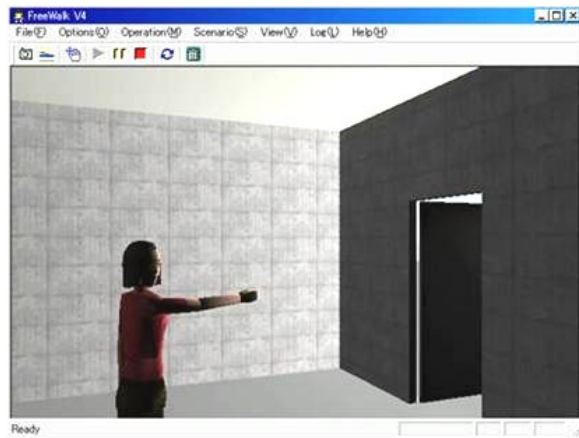 FreeWalk V4
File(F) Options(O) Operation(M) Scenario(S) View(V) Log(L) Help(H)
Ready